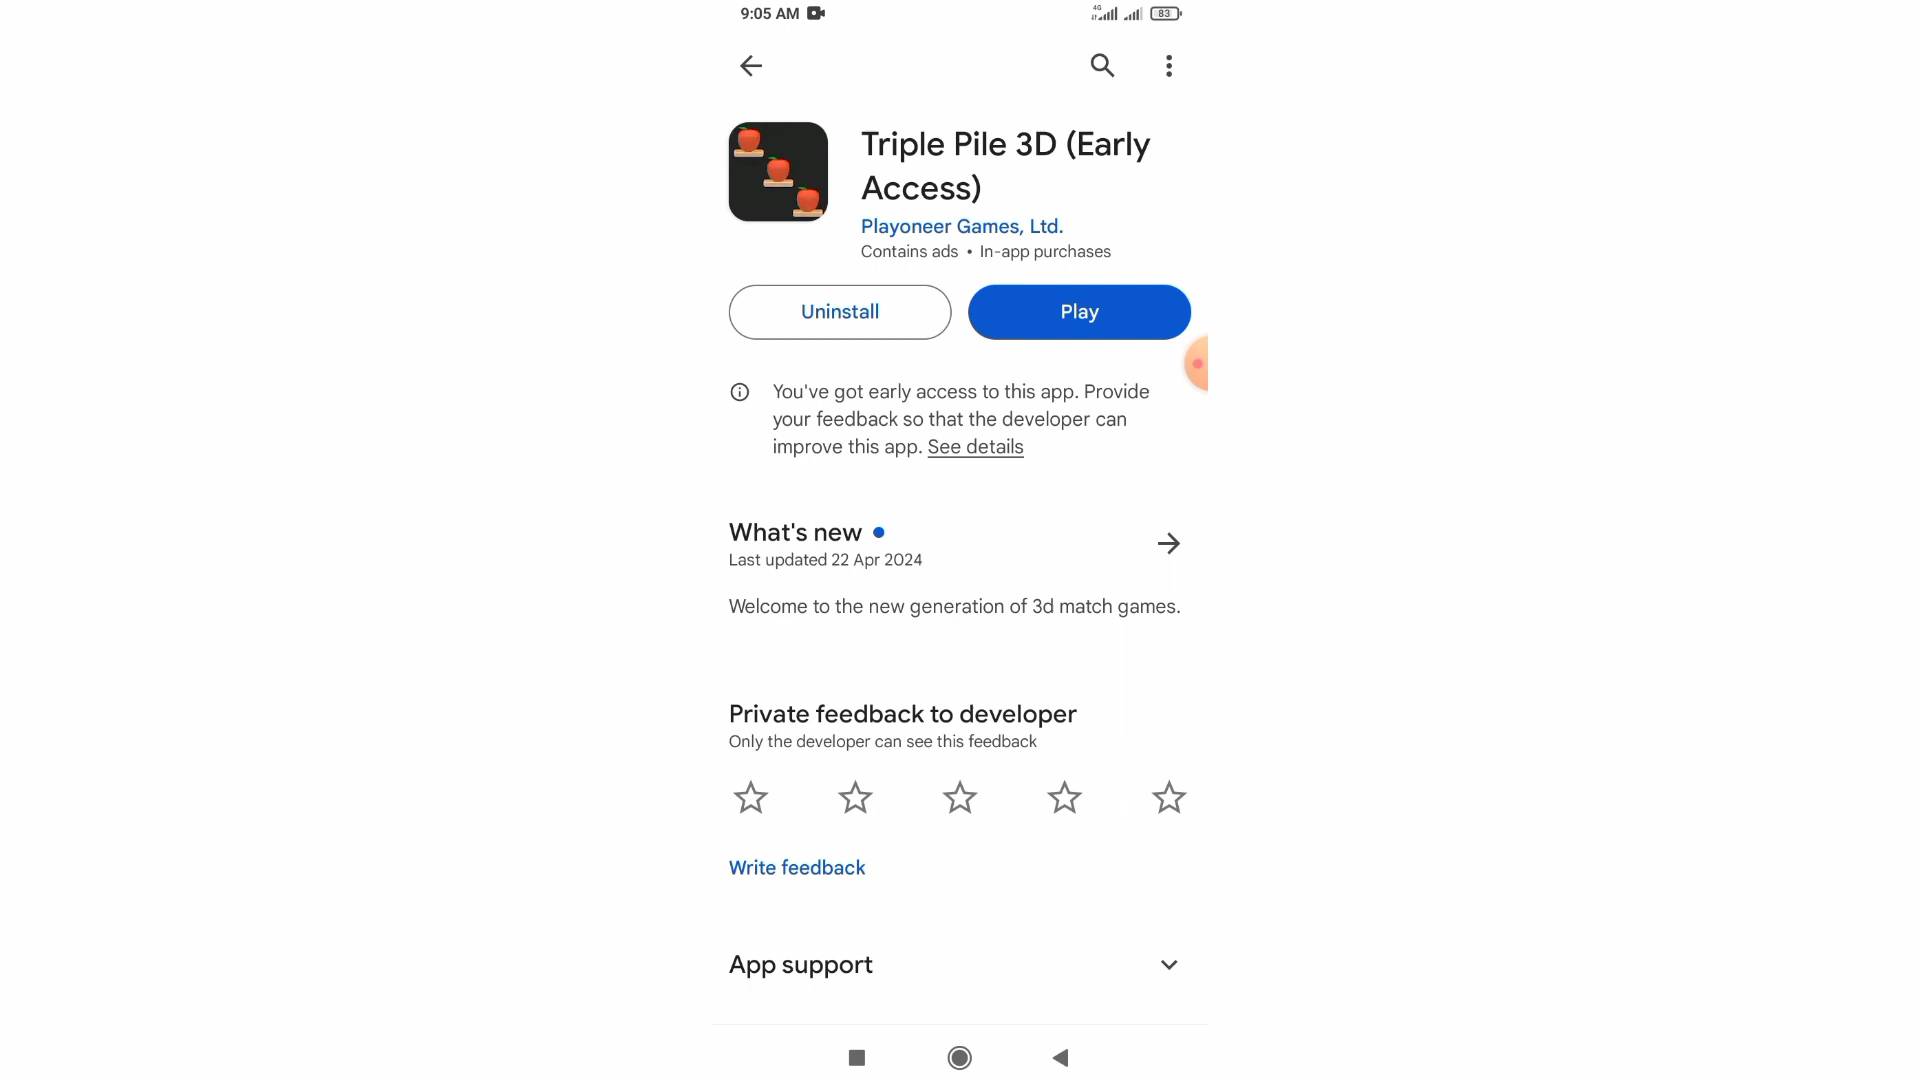 9:05 AM
4G
83
Triple Pile 3D (Early
Access)
Playoneer Games, Ltd.
Contains ads • In-app purchases
Uninstall
Play
You've got early access to this app. Provide
your feedback so that the developer can
improve this app. See details
What's new
Last updated 22 Apr 2024
Welcome to the new generation of 3d match games.
Private feedback to developer
Only the developer can see this feedback
Write feedback
App support